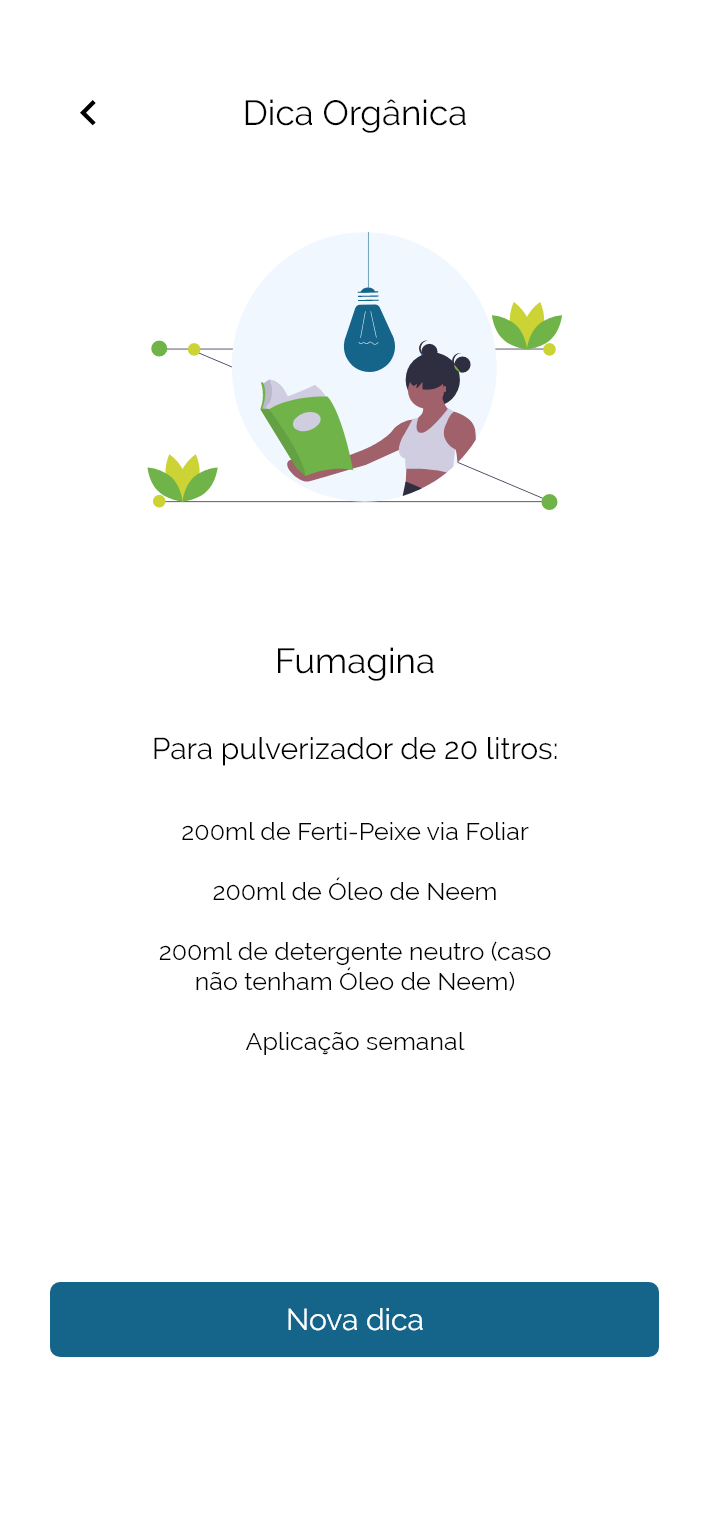 Dica Orgânica
Fumagina
Para pulverizador de 20 litros:
200ml de Ferti-Peixe via Foliar
200ml de Óleo de Neem
200ml de detergente neutro (caso
não tenham Óleo de Neem)
Aplicação semanal
Nova dica